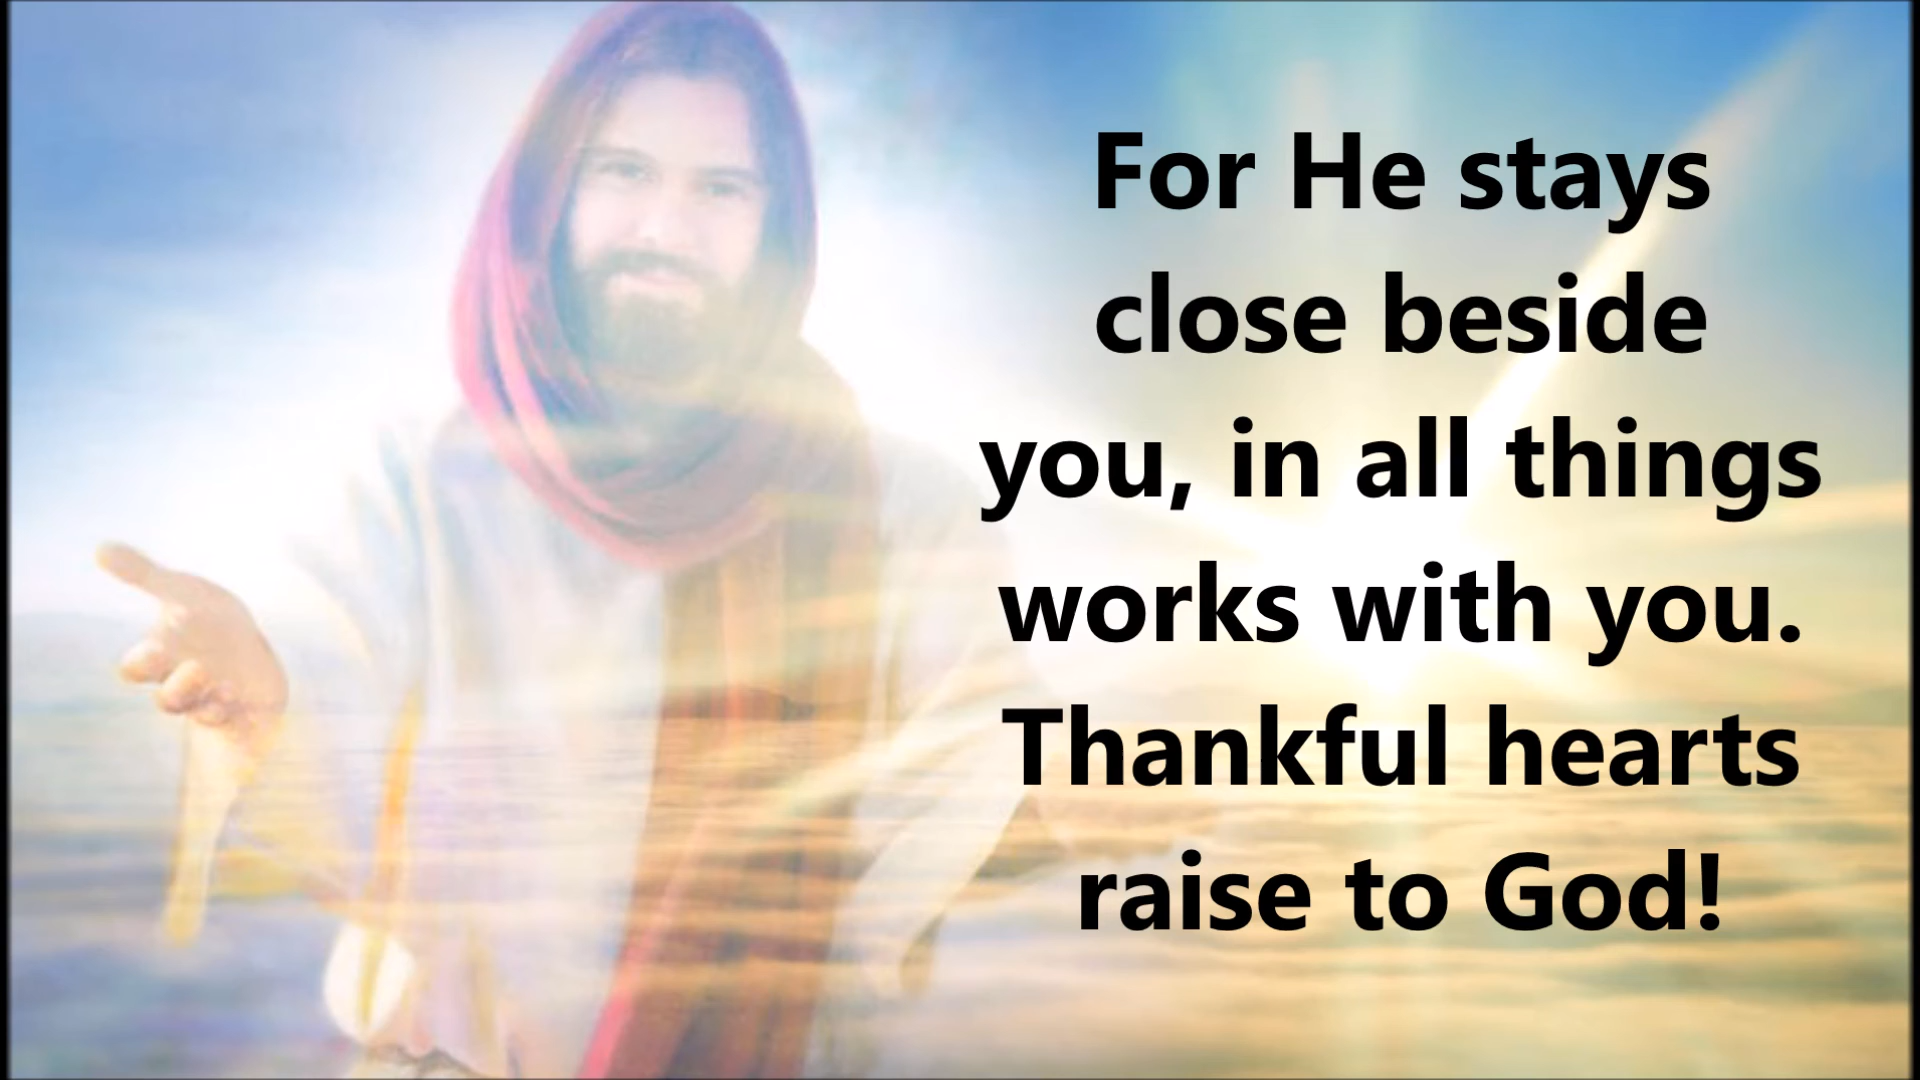 For He stays
close beside
you, in all things
works with you.
Thankful hearts
raise to God!